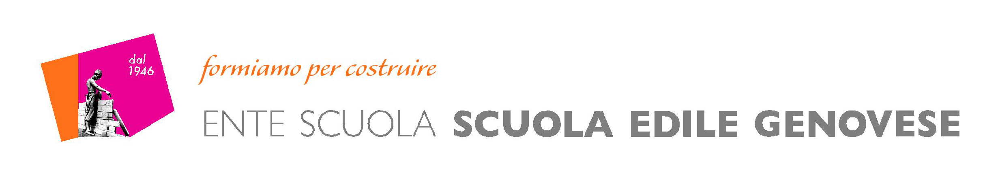 dal
1946
formiamo per costruire
ENTE SCUOLA SCUOLA EDILE GENOVESE